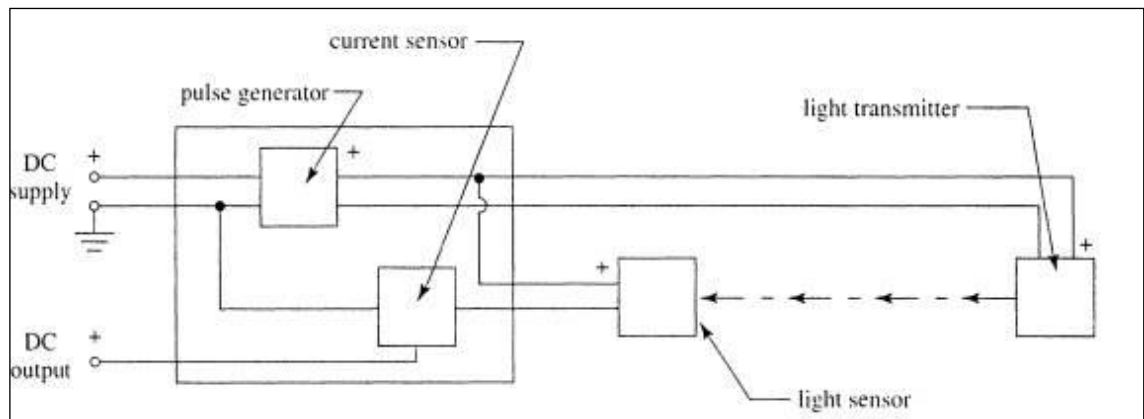 current sensor
pulse generator
light transmitter
DC
supply
+
+
+
+
DC
output
+
light sensor